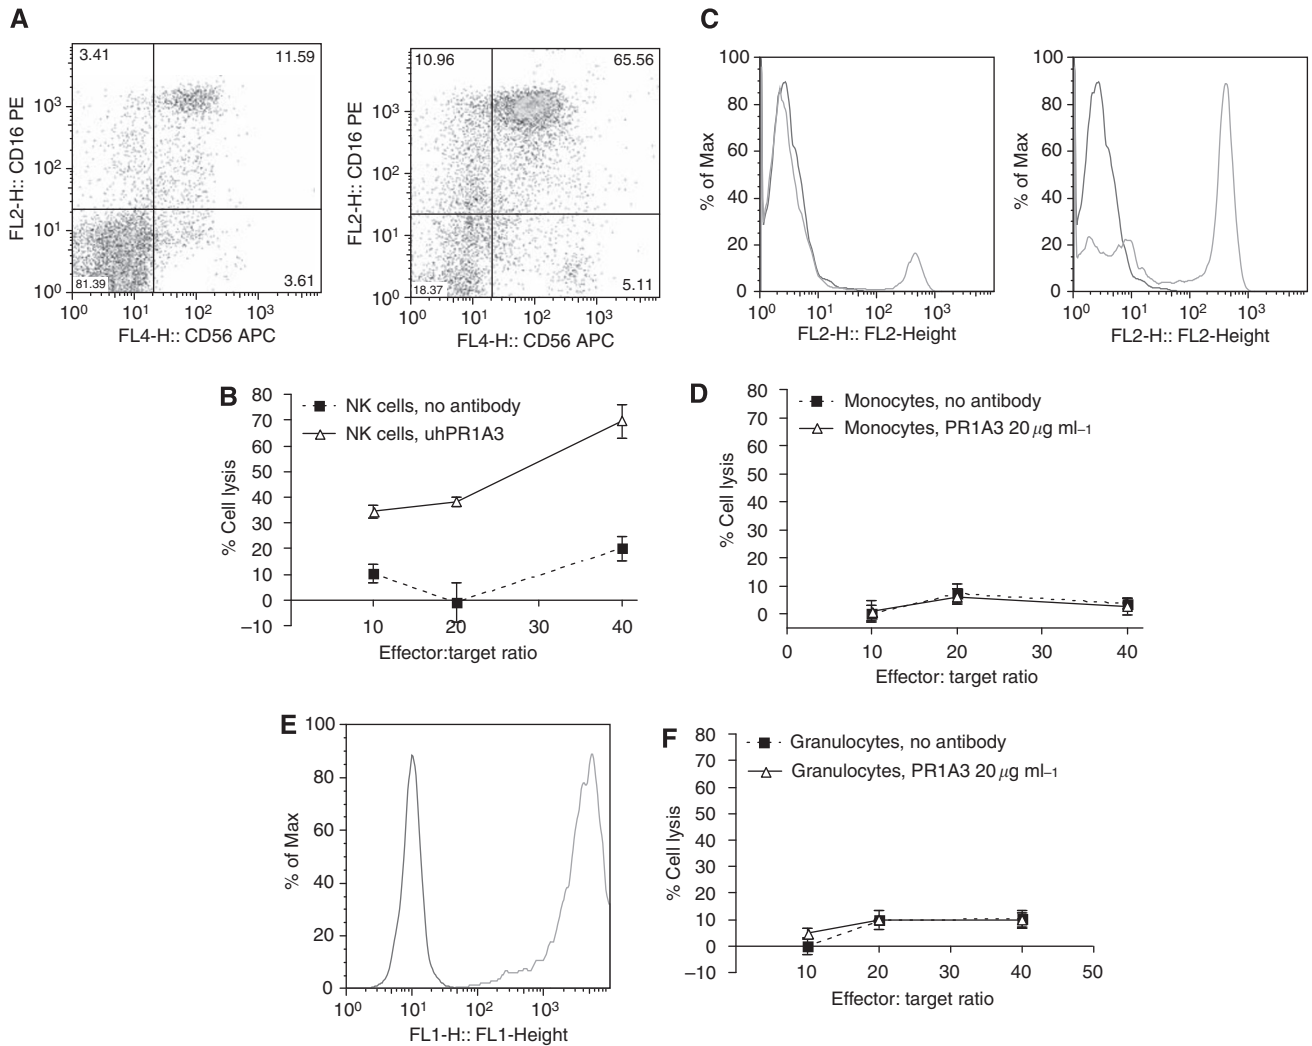 A
3.41
11.59
FL2-H:: CD16 PE
10³
10²
10¹
10⁰
81.39
3.61
10⁰ 10¹ 10² 10³
FL4-H:: CD56 APC
10.96
65.56
FL2-H:: CD16 PE
10³
10²
10¹
10⁰
18.37
5.11
10⁰ 10¹ 10² 10³
FL4-H:: CD56 APC
C
100
80
60
40
20
0
% of Max
10⁰ 10¹ 10² 10³
FL2-H:: FL2-Height
100
80
60
40
20
0
% of Max
10⁰ 10¹ 10² 10³
FL2-H:: FL2-Height
B
80
70
60
50
40
30
20
10
0
–10
% Cell lysis
NK cells, no antibody
NK cells, uhPR1A3
10 20 30 40
Effector:target ratio
D
80
70
60
50
40
30
20
10
0
% Cell lysis
Monocytes, no antibody
Monocytes, PR1A3 20 μg ml–1
0 10 20 30 40
Effector: target ratio
E
100
80
60
40
20
0
% of Max
10⁰ 10¹ 10² 10³
FL1-H:: FL1-Height
F
80
70
60
50
40
30
20
10
0
–10
% Cell lysis
Granulocytes, no antibody
Granulocytes, PR1A3 20 μg ml–1
10 20 30 40 50
Effector: target ratio